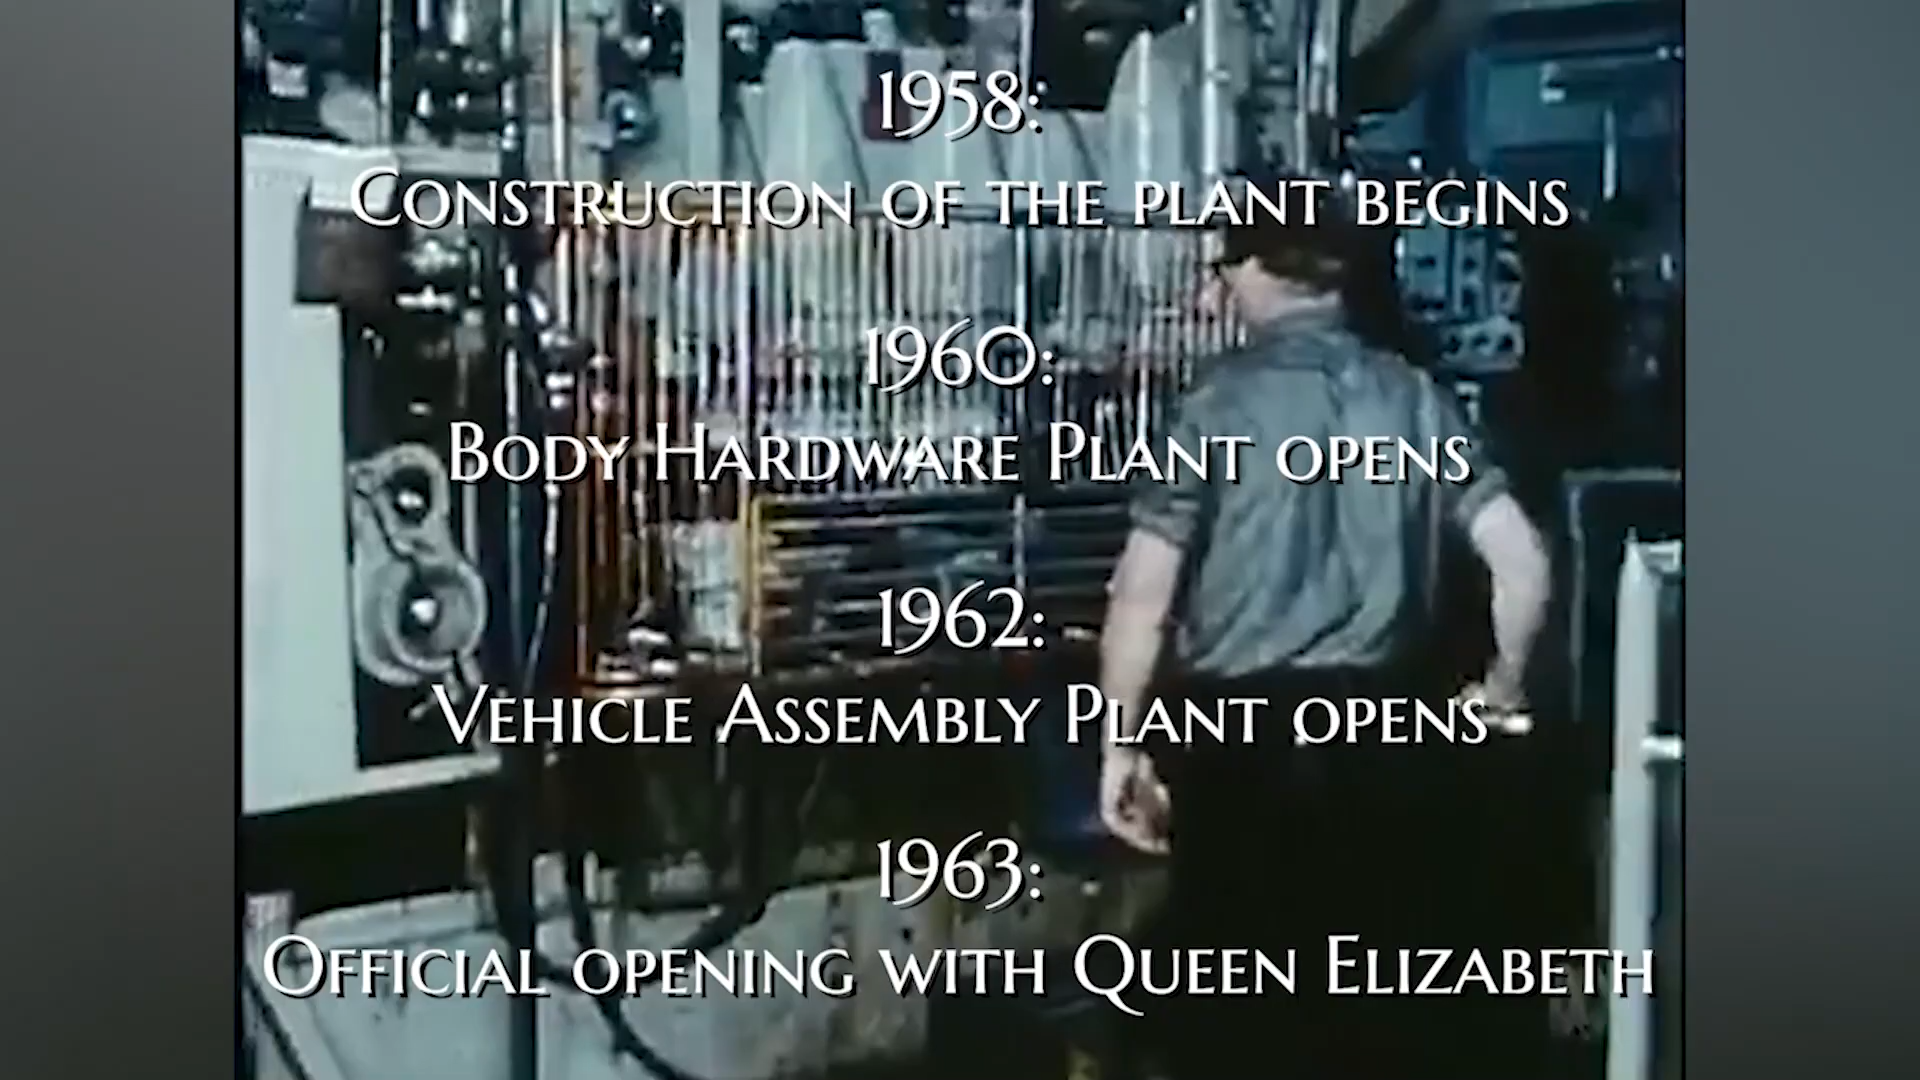 1958:
Construction of the plant begins
1960:
Body Hardware Plant opens
1962:
Vehicle Assembly Plant opens
1963:
Official opening with Queen Elizabeth